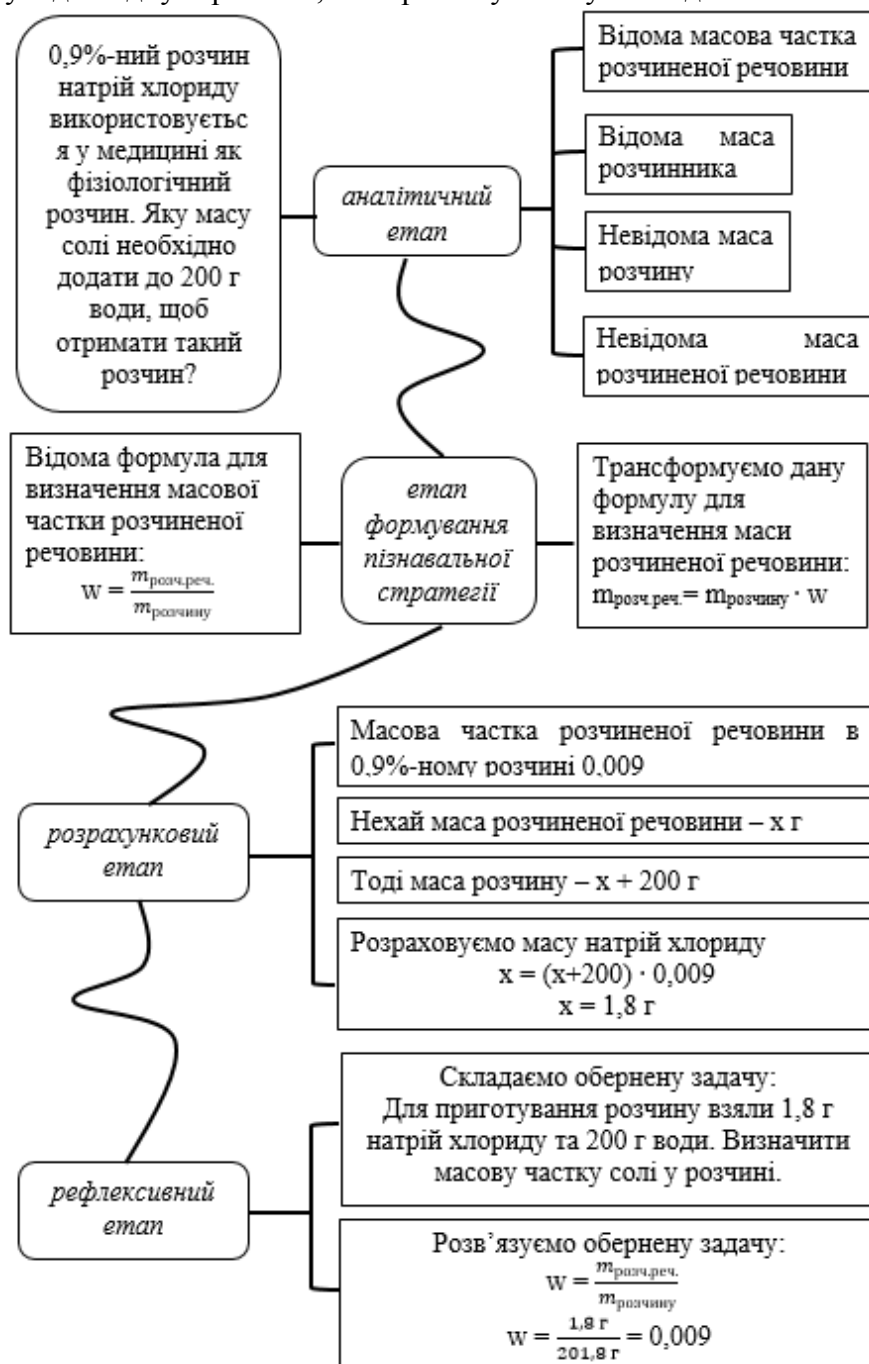 0,9%-ний розчин
натрій хлориду
використовуєтьс
я у медицині як
фізіологічний
розчин. Яку масу
солі необхідно
додати до 200 г
води, щоб
отримати такий
розчин?
аналітичний
етап
Відома масова частка
розчиненої речовини
Відома маса
розчинника
Невідома маса
розчину
Невідома маса
розчиненої речовини
Відома формула для
визначення масової
частки розчиненої
речовини:
w = mрозч.реч. / mрозчину
етап
формування
пізнавальної
стратегії
Трансформуємо дану
формулу для
визначення маси
розчиненої речовини:
mрозч.реч.= mрозчину · w
розрахунковий
етап
Масова частка розчиненої речовини в
0,9%-ному розчині 0,009
Нехай маса розчиненої речовини – х г
Тоді маса розчину – х + 200 г
Розраховуємо масу натрій хлориду
х = (х+200) · 0,009
х = 1,8 г
рефлексивний
етап
Складаємо обернену задачу:
Для приготування розчину взяли 1,8 г
натрій хлориду та 200 г води. Визначити
масову частку солі у розчині.
Розв’язуємо обернену задачу:
w = mрозч.реч. / mрозчину
w = 1,8 г / 201,8 г = 0,009